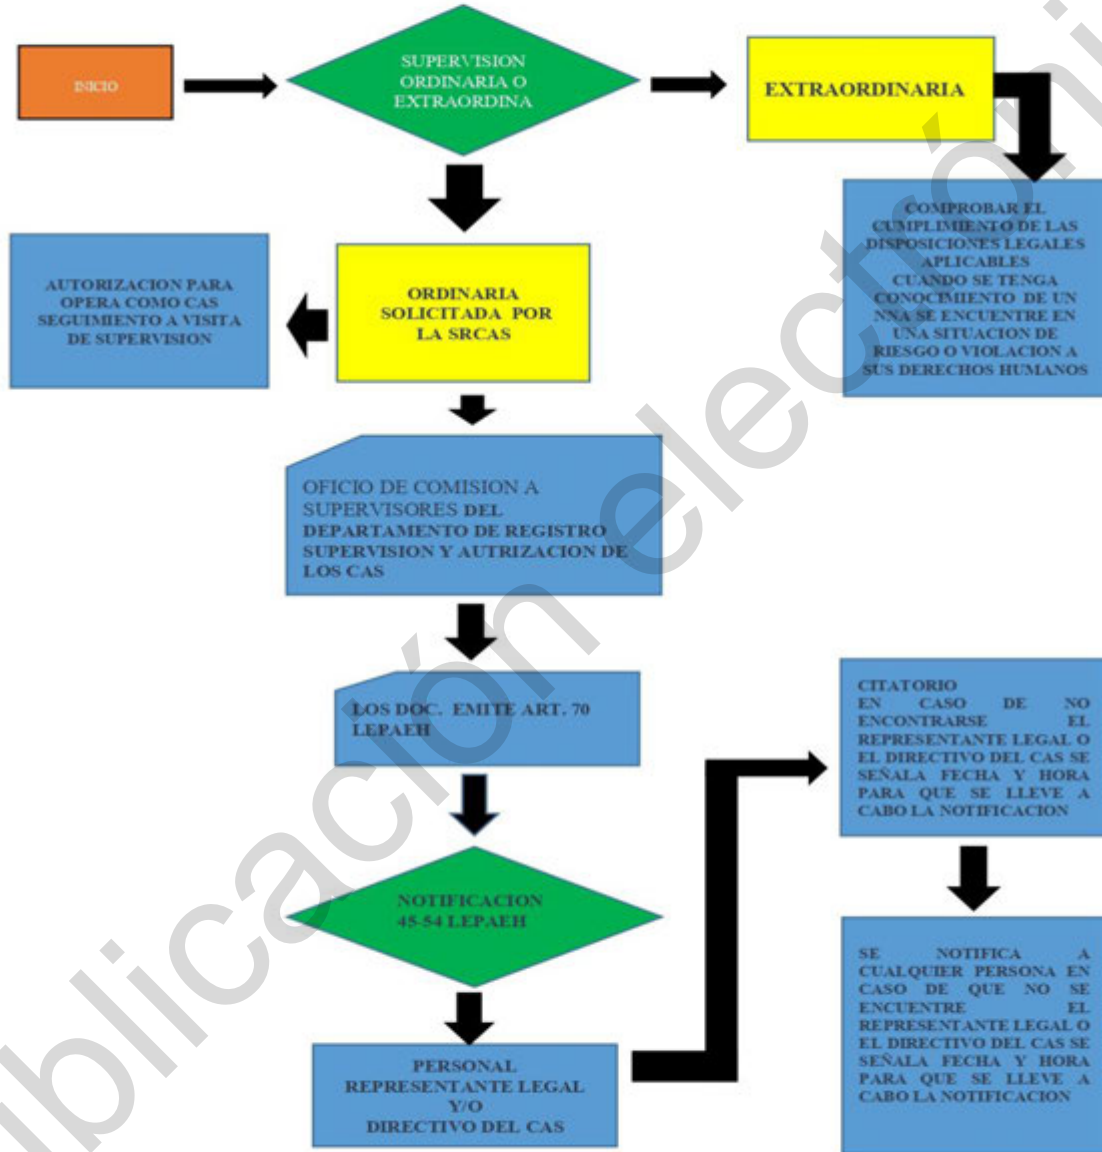 INICIO
SUPERVISION
ORDINARIA O
EXTRAORDINA
EXTRAORDINARIA
COMPROBAR EL
CUMPLIMIENTO DE LAS
DISPOSICIONES LEGALES
APLICABLES
CUANDO SE TENGA
CONOCIMIENTO DE UN
NNA SE ENCUENTRE EN
UNA SITUACION DE
RIESGO O VIOLACION A
SUS DERECHOS HUMANOS
ORDINARIA
SOLICITADA POR
LA SRCAS
AUTORIZACION PARA
OPERA COMO CAS
SEGUIMIENTO A VISITA
DE SUPERVISION
OFICIO DE COMISION A
SUPERVISORES DEL
DEPARTAMENTO DE REGISTRO
SUPERVISION Y AUTRIZACION DE
LOS CAS
LOS DOC. EMITE ART. 70
LEPAEH
NOTIFICACION
45-54 LEPAEH
PERSONAL
REPRESENTANTE LEGAL
Y/O
DIRECTIVO DEL CAS
CITATORIO
EN CASO DE NO
ENCONTRARSE EL
REPRESENTANTE LEGAL O
EL DIRECTIVO DEL CAS SE
SEÑALA FECHA Y HORA
PARA QUE SE LLEVE A
CABO LA NOTIFICACION
SE NOTIFICA A
CUALQUIER PERSONA EN
CASO DE QUE NO SE
ENCUENTRE EL
REPRESENTANTE LEGAL O
EL DIRECTIVO DEL CAS SE
SEÑALA FECHA Y HORA
PARA QUE SE LLEVE A
CABO LA NOTIFICACION
ublicación electróni